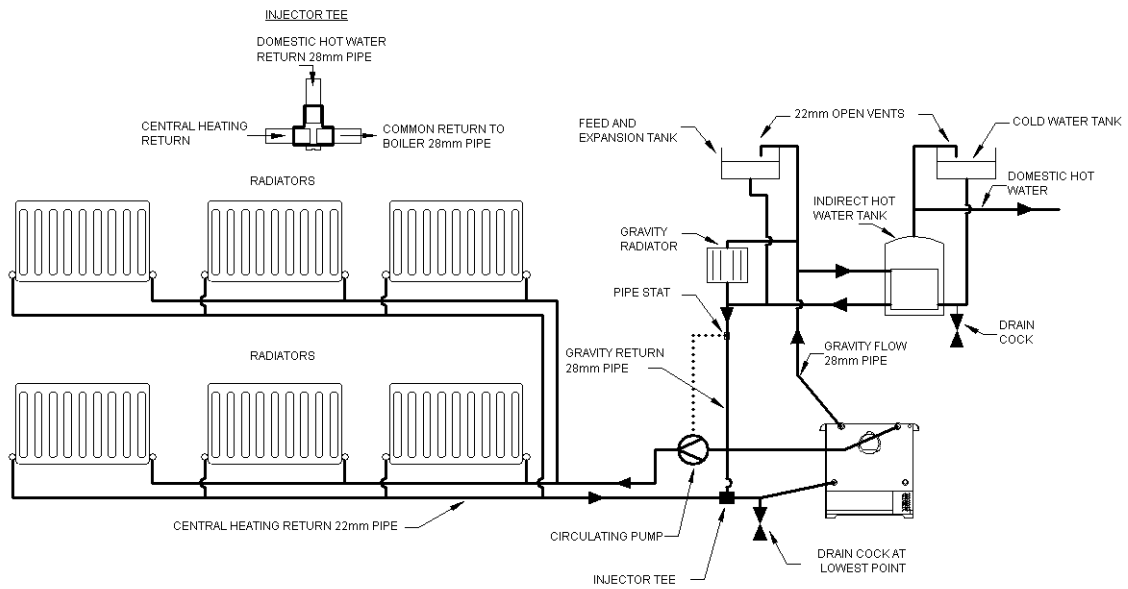 INJECTOR TEE
DOMESTIC HOT WATER
RETURN 28mm PIPE
CENTRAL HEATING
RETURN
COMMON RETURN TO
BOILER 28mm PIPE
RADIATORS
FEED AND
EXPANSION TANK
22mm OPEN VENTS
COLD WATER TANK
DOMESTIC HOT
WATER
INDIRECT HOT
WATER TANK
GRAVITY
RADIATOR
PIPE STAT
DRAIN
COCK
RADIATORS
GRAVITY RETURN
28mm PIPE
GRAVITY FLOW
28mm PIPE
CENTRAL HEATING RETURN 22mm PIPE
CIRCULATING PUMP
INJECTOR TEE
DRAIN COCK AT
LOWEST POINT